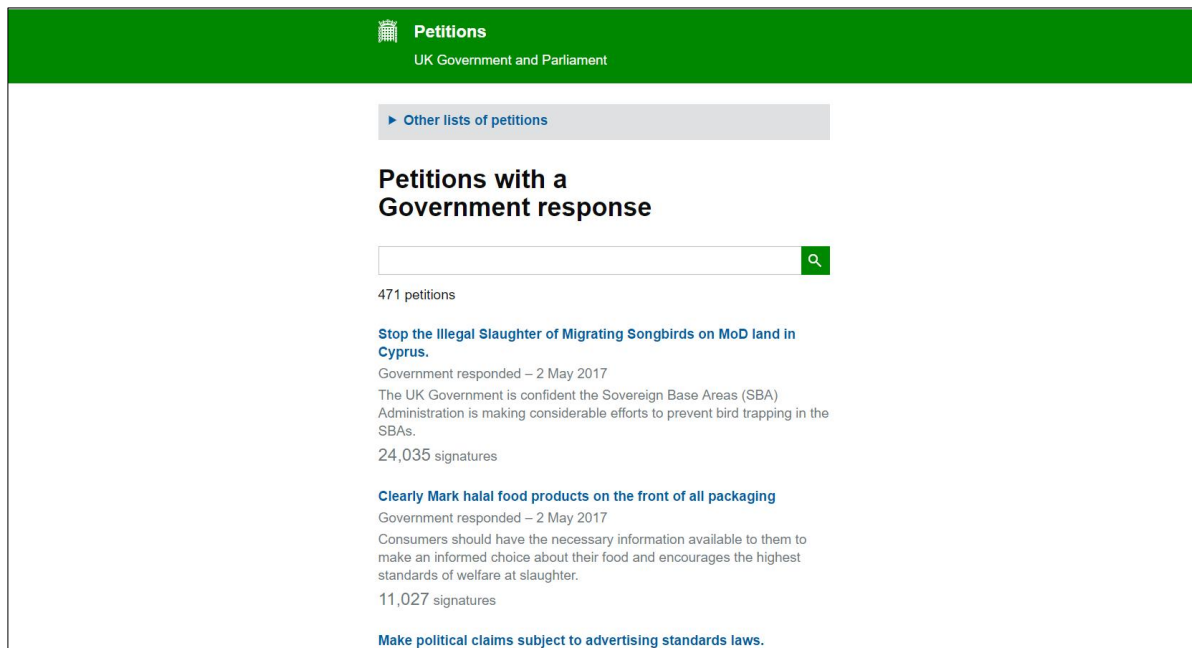 Petitions
UK Government and Parliament
Other lists of petitions
Petitions with a
Government response
471 petitions
Stop the Illegal Slaughter of Migrating Songbirds on MoD land in
Cyprus.
Government responded – 2 May 2017
The UK Government is confident the Sovereign Base Areas (SBA)
Administration is making considerable efforts to prevent bird trapping in the
SBAs.
24,035 signatures
Clearly Mark halal food products on the front of all packaging
Government responded – 2 May 2017
Consumers should have the necessary information available to them to
make an informed choice about their food and encourages the highest
standards of welfare at slaughter.
11,027 signatures
Make political claims subject to advertising standards laws.